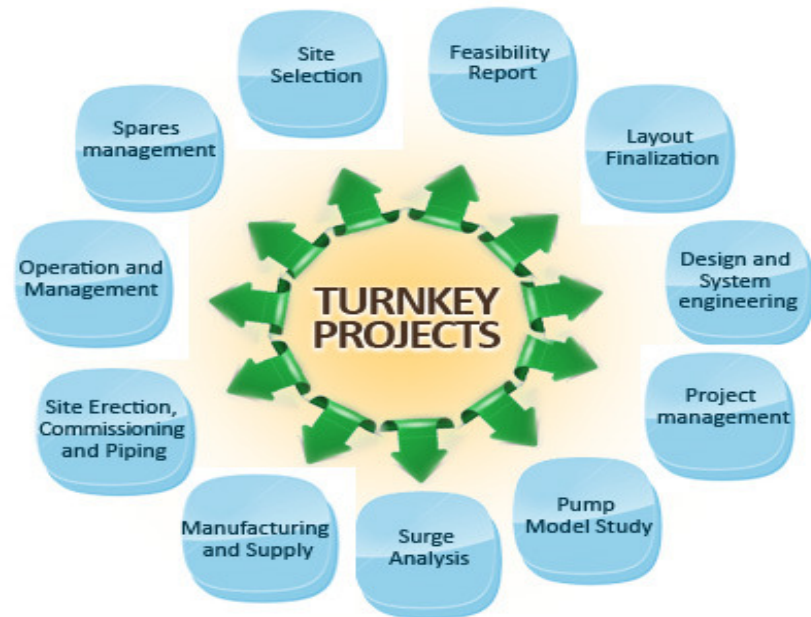 Site
Selection
Feasibility
Report
Layout
Finalization
Design and
System
engineering
Project
management
Pump
Model Study
Surge
Analysis
Manufacturing
and Supply
Site Erection,
Commissioning
and Piping
Operation and
Management
Spares
management
TURNKEY
PROJECTS